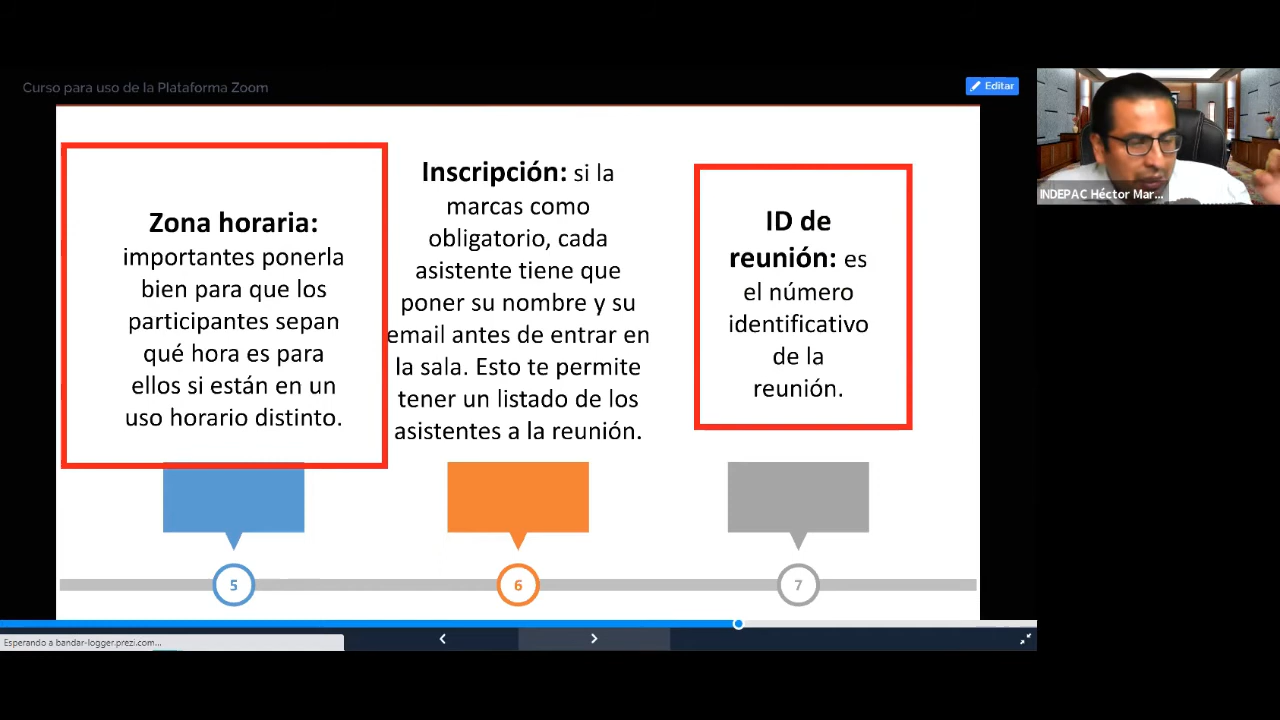 Curso para uso de la Plataforma Zoom
Editar
Zona horaria:
importantes ponerla
bien para que los
participantes sepan
qué hora es para
ellos si están en un
uso horario distinto.
Inscripción: si la
marcas como
obligatorio, cada
asistente tiene que
poner su nombre y su
email antes de entrar en
la sala. Esto te permite
tener un listado de los
asistentes a la reunión.
ID de
reunión: es
el número
identificativo
de la
reunión.
5
6
7
INDEPAC Héctor Mar...
Esperando a bandar-logger.prezi.com...